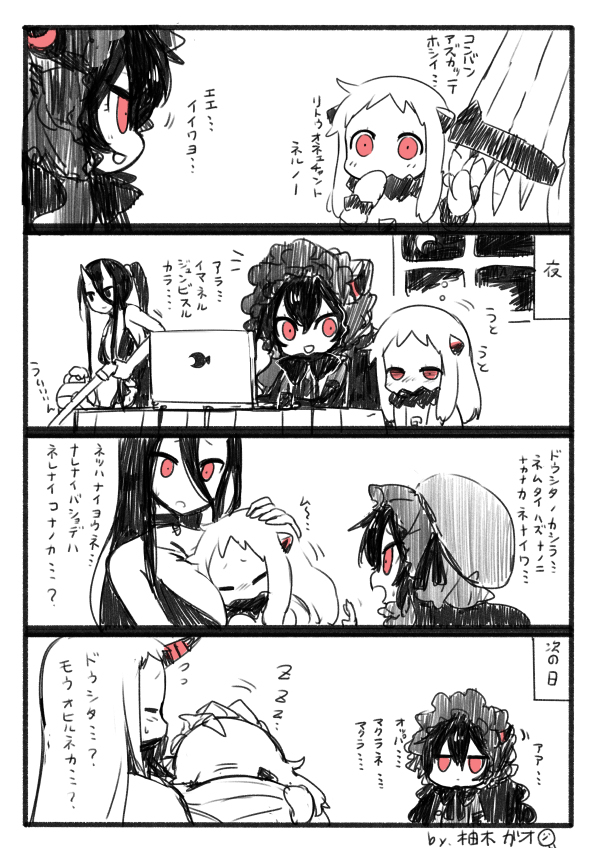 コンバン
アズカッテ
ホシイ…
リトウオネエチャント
ネルノー
エエ…
イイワヨ…
夜
うと
うと
アラ…
イマネル
ジュンビスル
カラ……
ういぃぃん
ドウシタノカシラ…
ネムタイハズナノニ
ナカナカネナイワ…
ム〜…
ネツハナイヨウネ…
ナレナイバショデハ
ネレナイコナノカ……?
次の日
アア…
オッパ…
マクラネ…
マクラ……
ZZZ…
ドウシタ……?
モウオヒルネカ……?
by.柚木ガオ